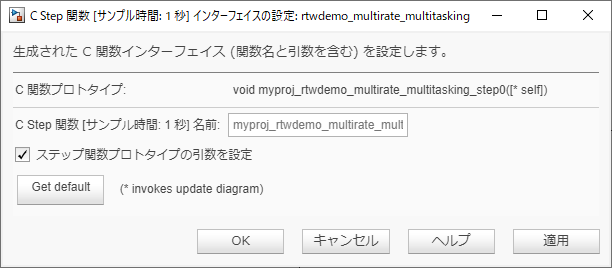 C Step 関数 [サンプル時間: 1 秒] インターフェイスの設定: rtwdemo_multirate_multitasking
生成された C 関数インターフェイス (関数名と引数を含む) を設定します。
C 関数プロトタイプ: void myproj_rtwdemo_multirate_multitasking_step0([* self])
C Step 関数 [サンプル時間: 1 秒] 名前: myproj_rtwdemo_multirate_mult
ステップ関数プロトタイプの引数を設定
Get default (* invokes update diagram)
OK キャンセル ヘルプ 適用